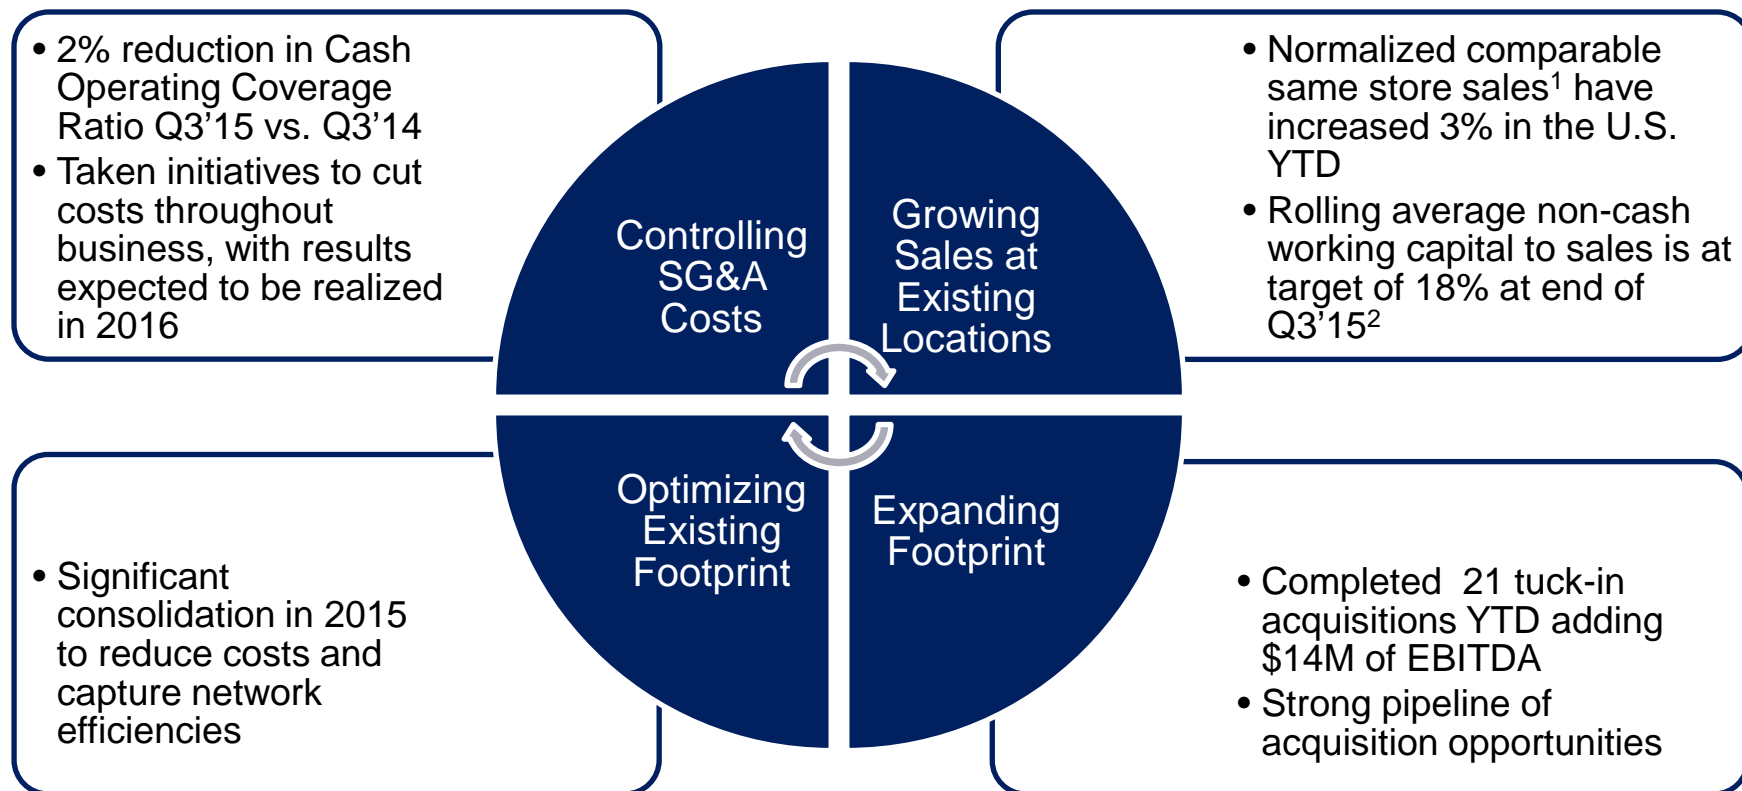 • 2% reduction in Cash
Operating Coverage
Ratio Q3’15 vs. Q3’14
• Taken initiatives to cut
costs throughout
business, with results
expected to be realized
in 2016
Controlling
SG&A
Costs
Growing
Sales at
Existing
Locations
• Normalized comparable
same store sales¹ have
increased 3% in the U.S.
YTD
• Rolling average non-cash
working capital to sales is at
target of 18% at end of
Q3’15²
• Significant
consolidation in 2015
to reduce costs and
capture network
efficiencies
Optimizing
Existing
Footprint
Expanding
Footprint
• Completed 21 tuck-in
acquisitions YTD adding
$14M of EBITDA
• Strong pipeline of
acquisition opportunities